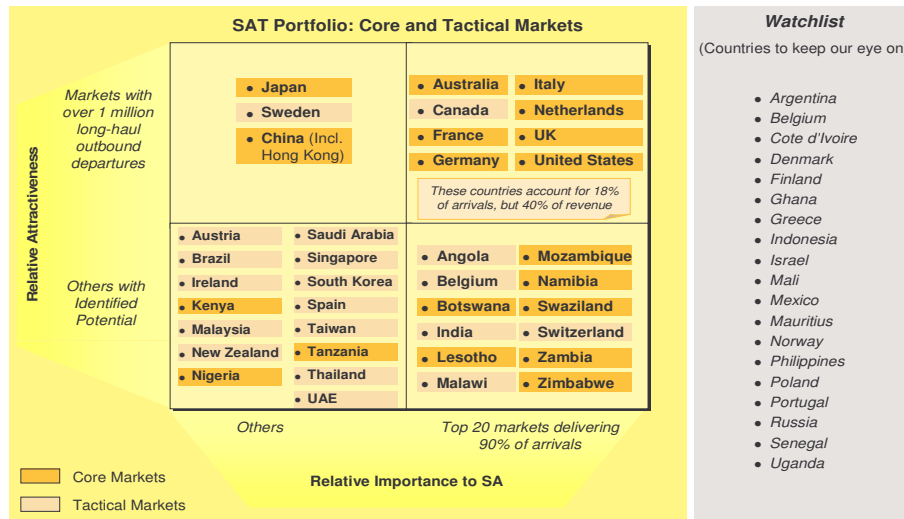 SAT Portfolio: Core and Tactical Markets
Relative Attractiveness
Markets with
over 1 million
long-haul
outbound
departures
• Japan
• Sweden
• China (Incl.
Hong Kong)
• Australia
• Canada
• France
• Germany
• Italy
• Netherlands
• UK
• United States
These countries account for 18%
of arrivals, but 40% of revenue
Others with
Identified
Potential
• Austria
• Brazil
• Ireland
• Kenya
• Malaysia
• New Zealand
• Nigeria
• Saudi Arabia
• Singapore
• South Korea
• Spain
• Taiwan
• Tanzania
• Thailand
• UAE
• Angola
• Belgium
• Botswana
• India
• Lesotho
• Malawi
• Mozambique
• Namibia
• Swaziland
• Switzerland
• Zambia
• Zimbabwe
Others
Top 20 markets delivering
90% of arrivals
Relative Importance to SA
Core Markets
Tactical Markets
Watchlist
(Countries to keep our eye on
• Argentina
• Belgium
• Cote d'Ivoire
• Denmark
• Finland
• Ghana
• Greece
• Indonesia
• Israel
• Mali
• Mexico
• Mauritius
• Norway
• Philippines
• Poland
• Portugal
• Russia
• Senegal
• Uganda